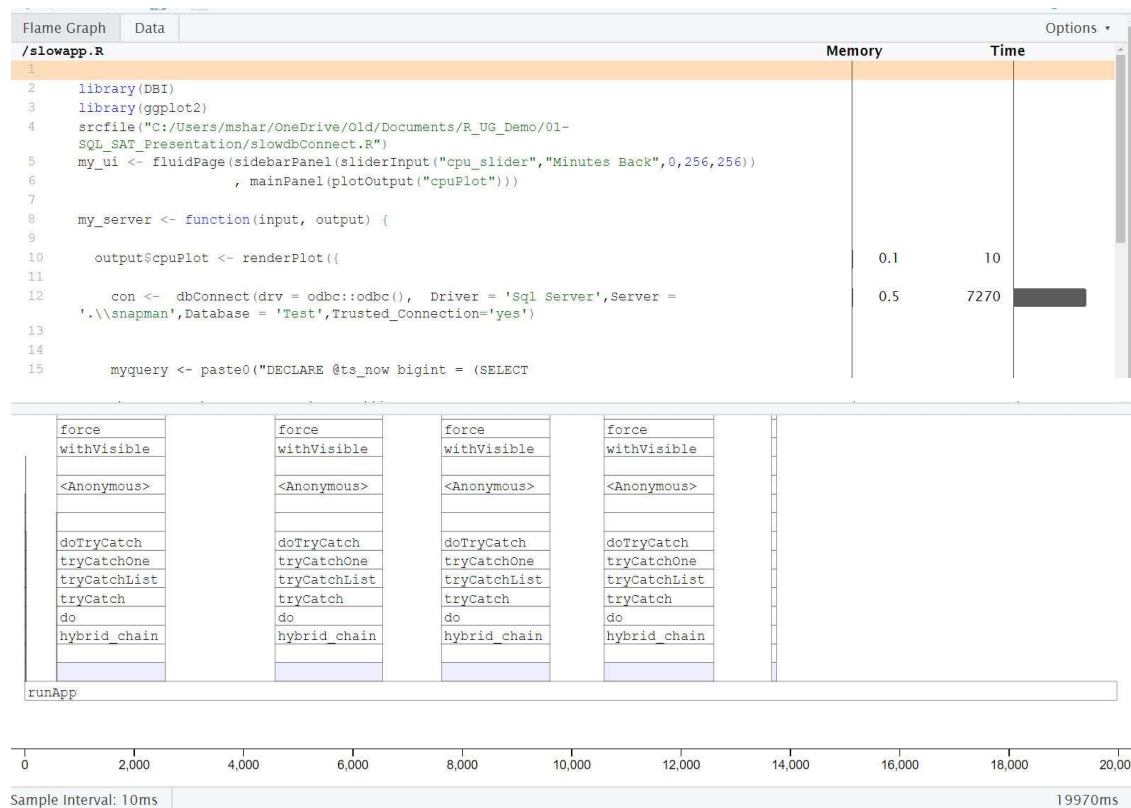 Flame Graph Data Options ▾
/slowapp.R Memory Time
1
2 library(DBI)
3 library(ggplot2)
4 srcfile("C:/Users/mshar/OneDrive/Old/Documents/R_UG_Demo/01-
SQL_SAT_Presentation/slowdbConnect.R")
5 my_ui <- fluidPage(sidebarPanel(sliderInput("cpu_slider","Minutes Back",0,256,256))
6 , mainPanel(plotOutput("cpuPlot")))
7
8 my_server <- function(input, output) {
9
10 output$cpuPlot <- renderPlot({ 0.1 10
11
12 con <- dbConnect(drv = odbc::odbc(), Driver = 'Sql Server',Server = 0.5 7270
'.\\snapman',Database = 'Test',Trusted_Connection='yes')
13
14
15 myquery <- paste0("DECLARE @ts_now bigint = (SELECT
force force force force
withVisible withVisible withVisible withVisible
<Anonymous> <Anonymous> <Anonymous> <Anonymous>
doTryCatch doTryCatch doTryCatch doTryCatch
tryCatchOne tryCatchOne tryCatchOne tryCatchOne
tryCatchList tryCatchList tryCatchList tryCatchList
tryCatch tryCatch tryCatch tryCatch
do do do do
hybrid_chain hybrid_chain hybrid_chain hybrid_chain
runApp
0 2,000 4,000 6,000 8,000 10,000 12,000 14,000 16,000 18,000 20,00
Sample Interval: 10ms 19970ms